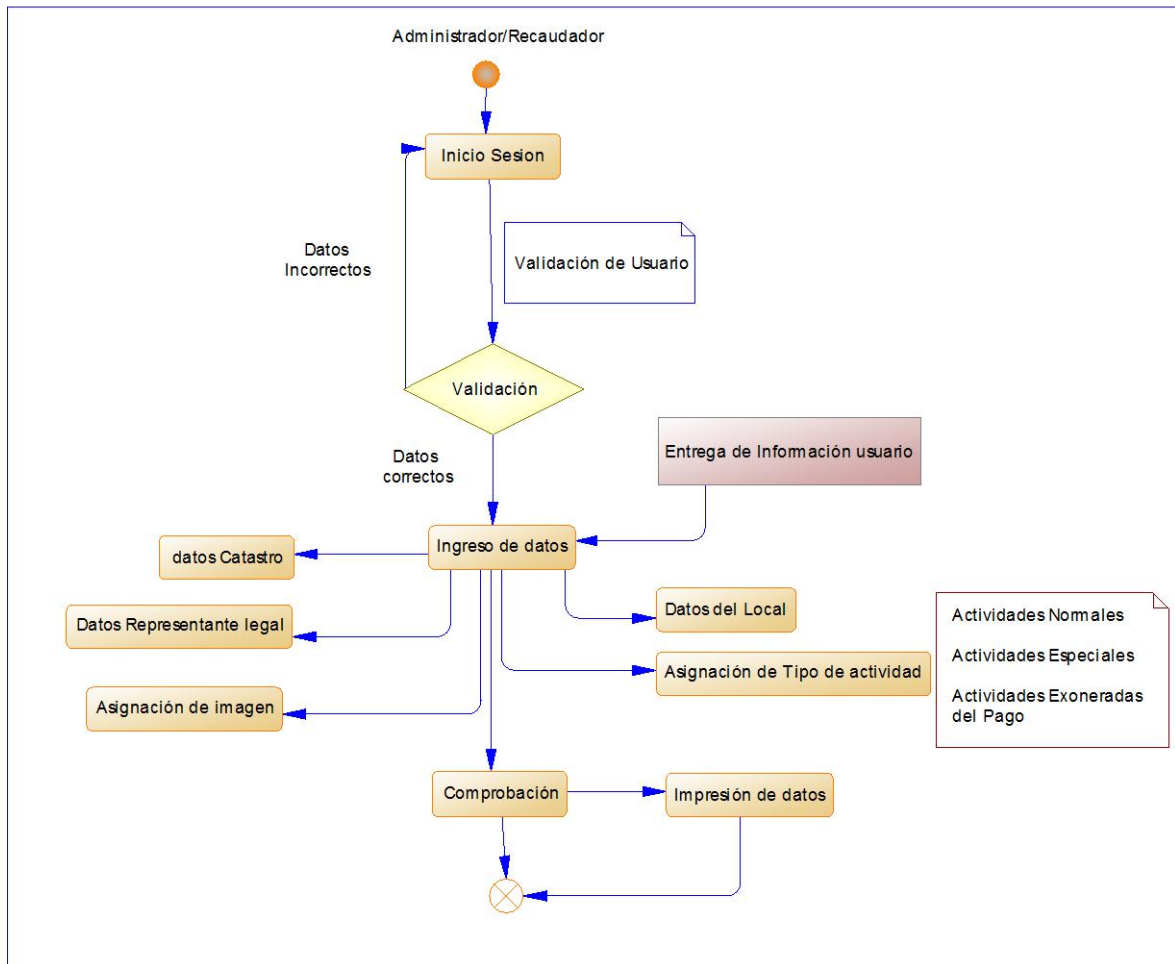 Administrador/Recaudador
Inicio Sesion
Datos
Incorrectos
Validación de Usuario
Validación
Datos
correctos
Entrega de Información usuario
Ingreso de datos
datos Catastro
Datos Representante legal
Asignación de imagen
Datos del Local
Asignación de Tipo de actividad
Actividades Normales
Actividades Especiales
Actividades Exoneradas
del Pago
Comprobación
Impresión de datos